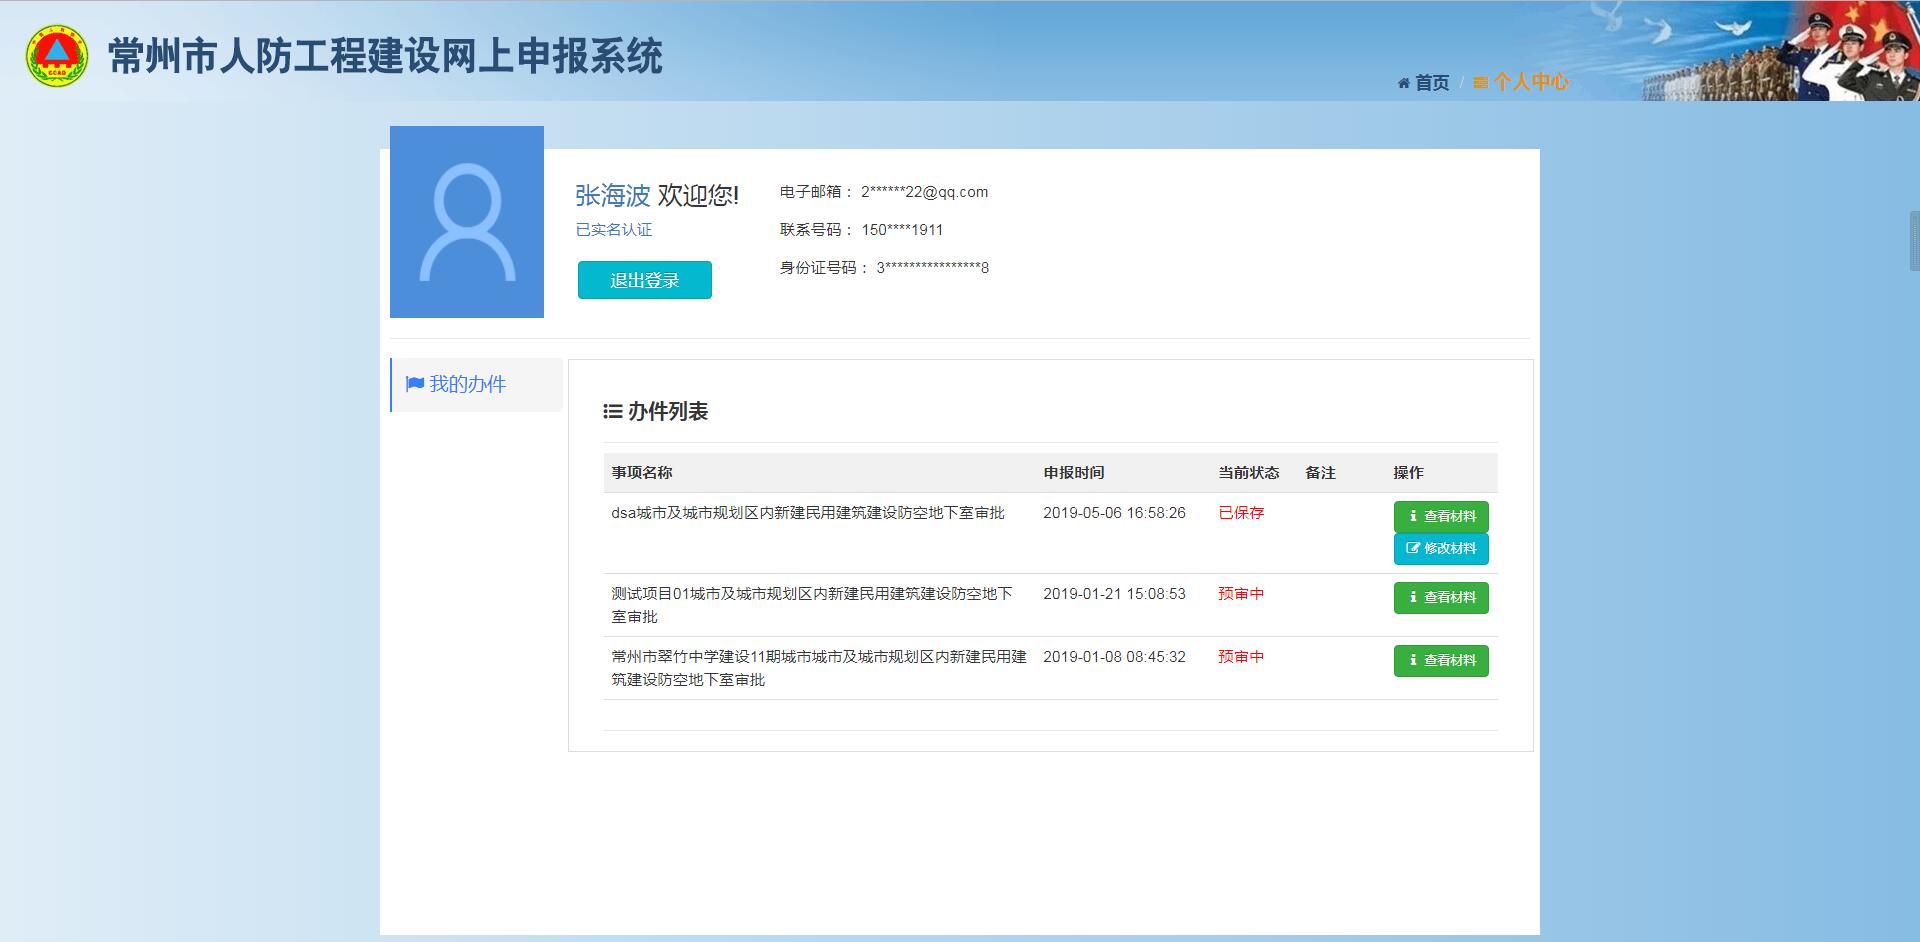 常州市人防工程建设网上申报系统
首页 / 个人中心
张海波 欢迎您!
已实名认证
退出登录
电子邮箱： 2******22@qq.com
联系号码： 150****1911
身份证号码： 3****************8
我的办件
办件列表
事项名称 申报时间 当前状态 备注 操作
dsa城市及城市规划区内新建民用建筑建设防空地下室审批 2019-05-06 16:58:26 已保存 查看材料
修改材料
测试项目01城市及城市规划区内新建民用建筑建设防空地下 2019-01-21 15:08:53 预审中 查看材料
室审批
常州市翠竹中学建设11期城市城市及城市规划区内新建民用建 2019-01-08 08:45:32 预审中 查看材料
筑建设防空地下室审批